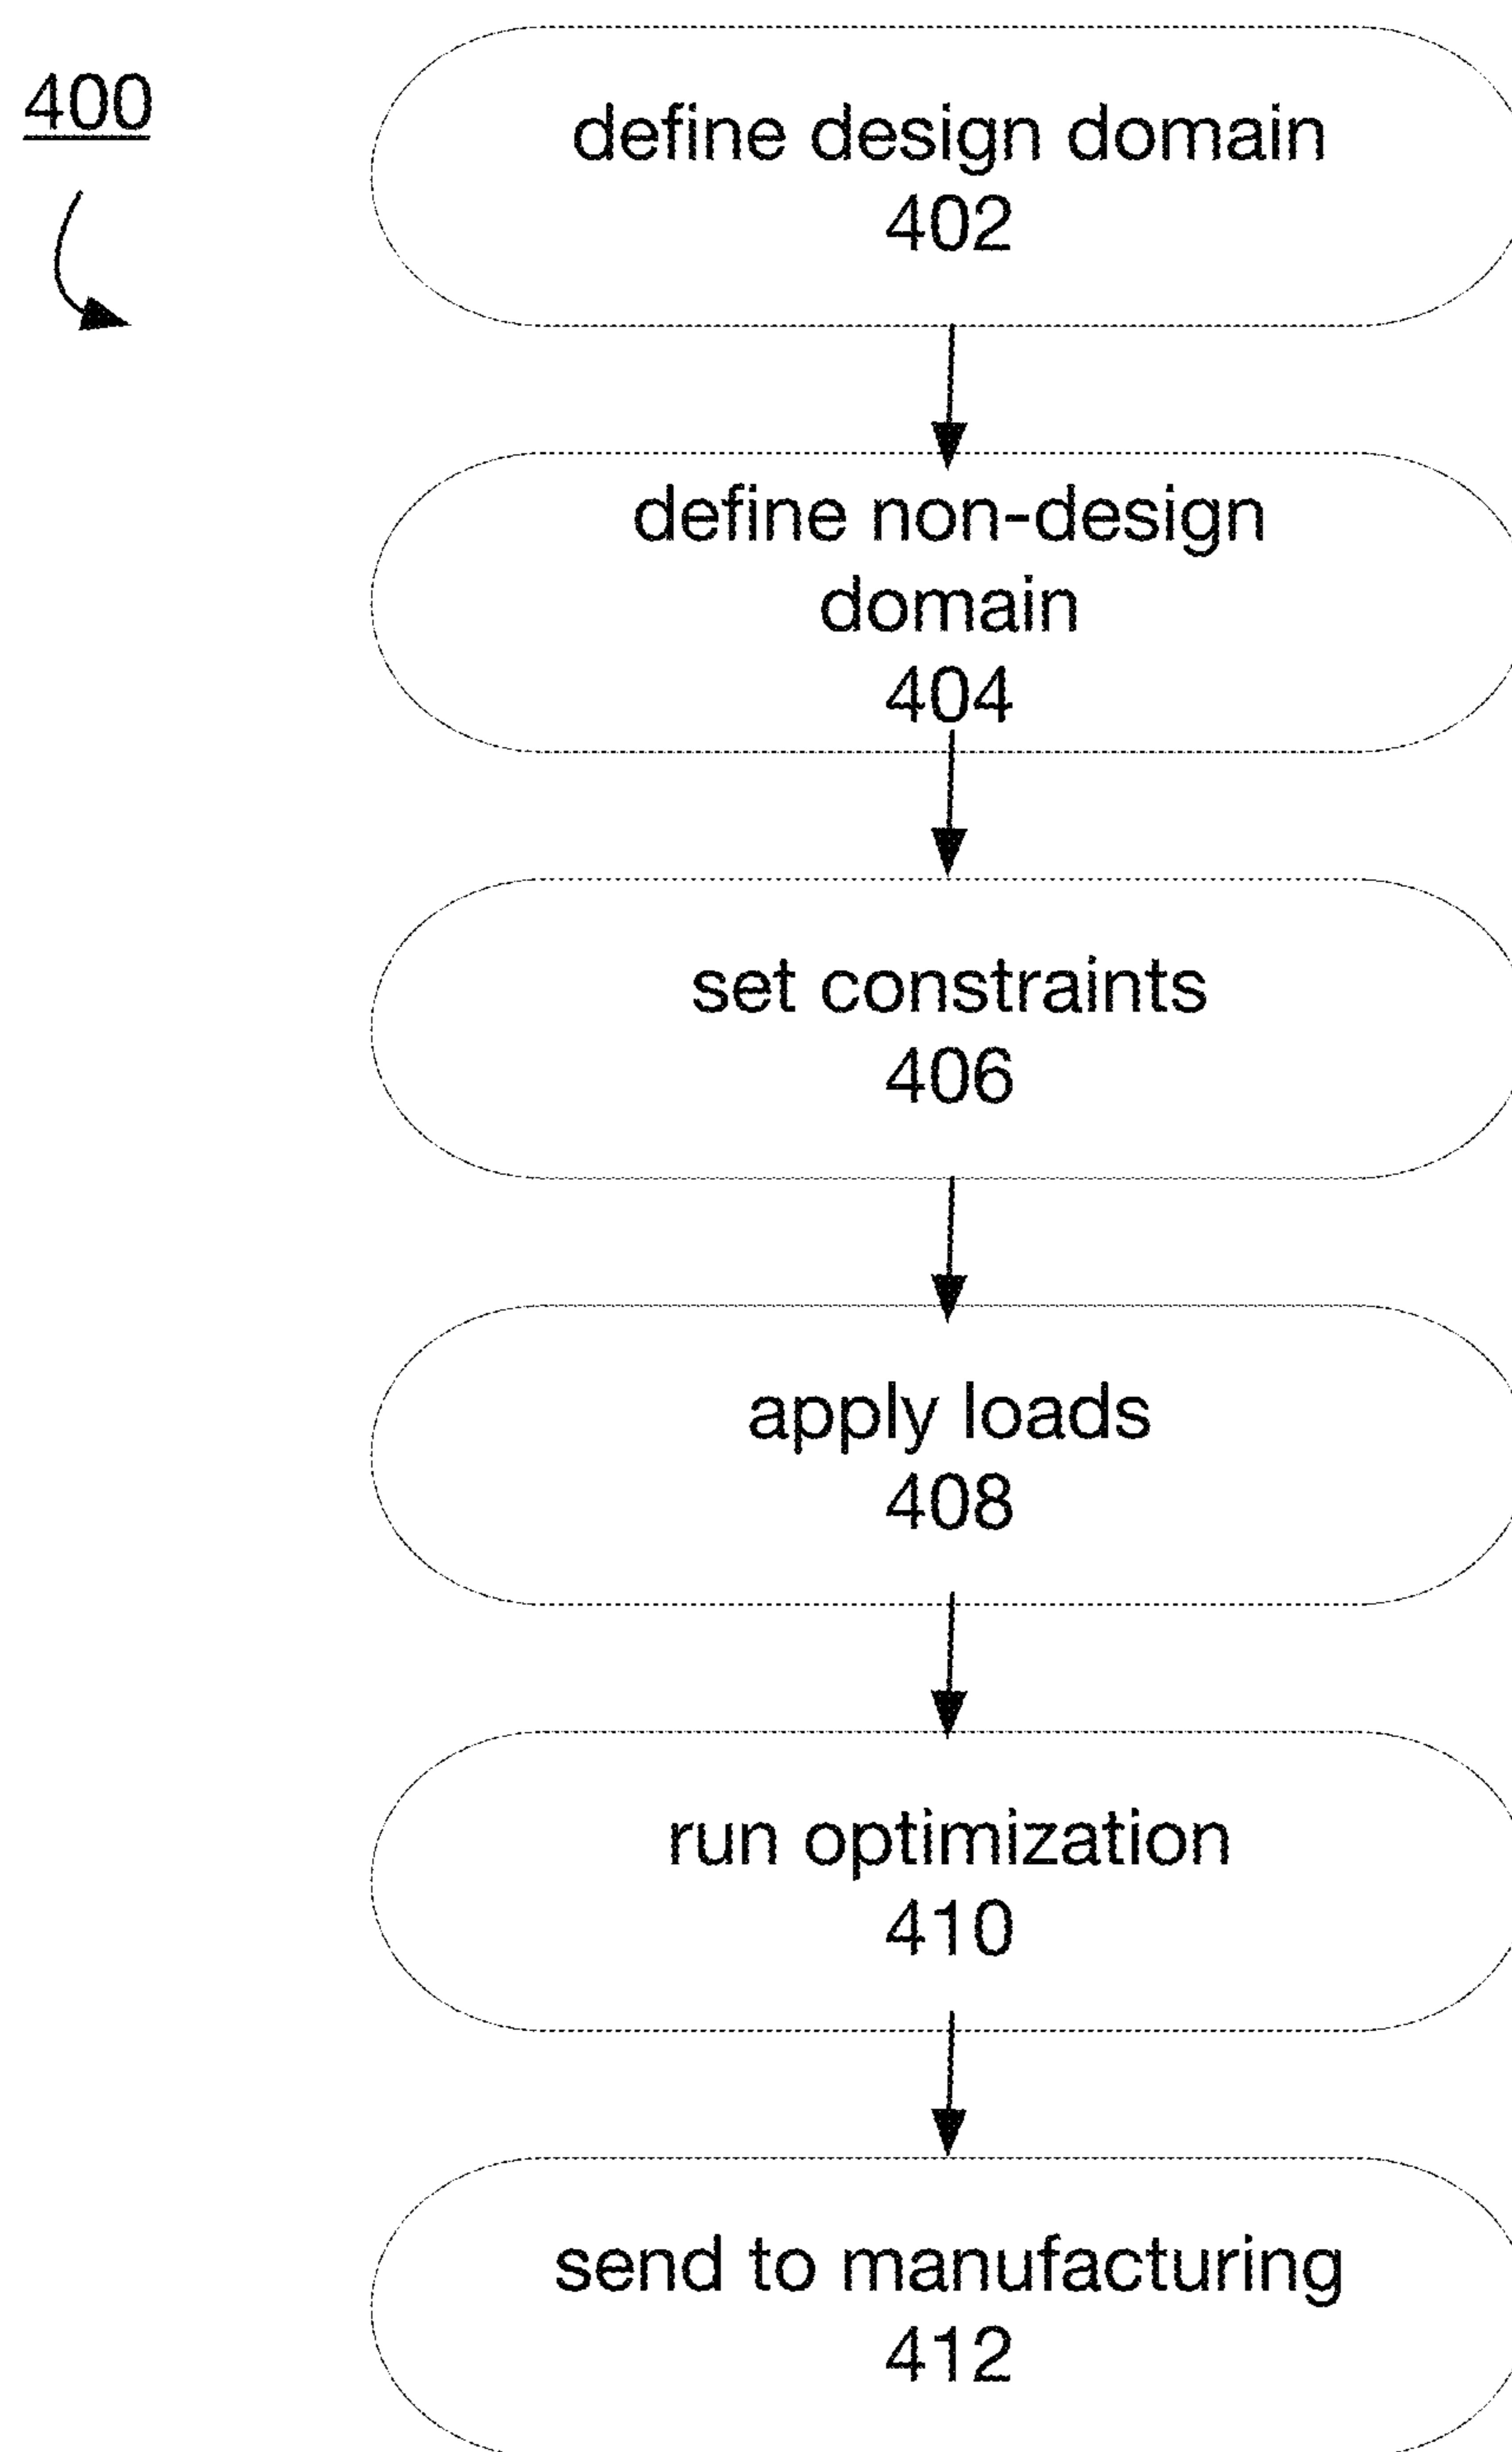 400
define design domain
402
define non-design
domain
404
set constraints
406
apply loads
408
run optimization
410
send to manufacturing
412